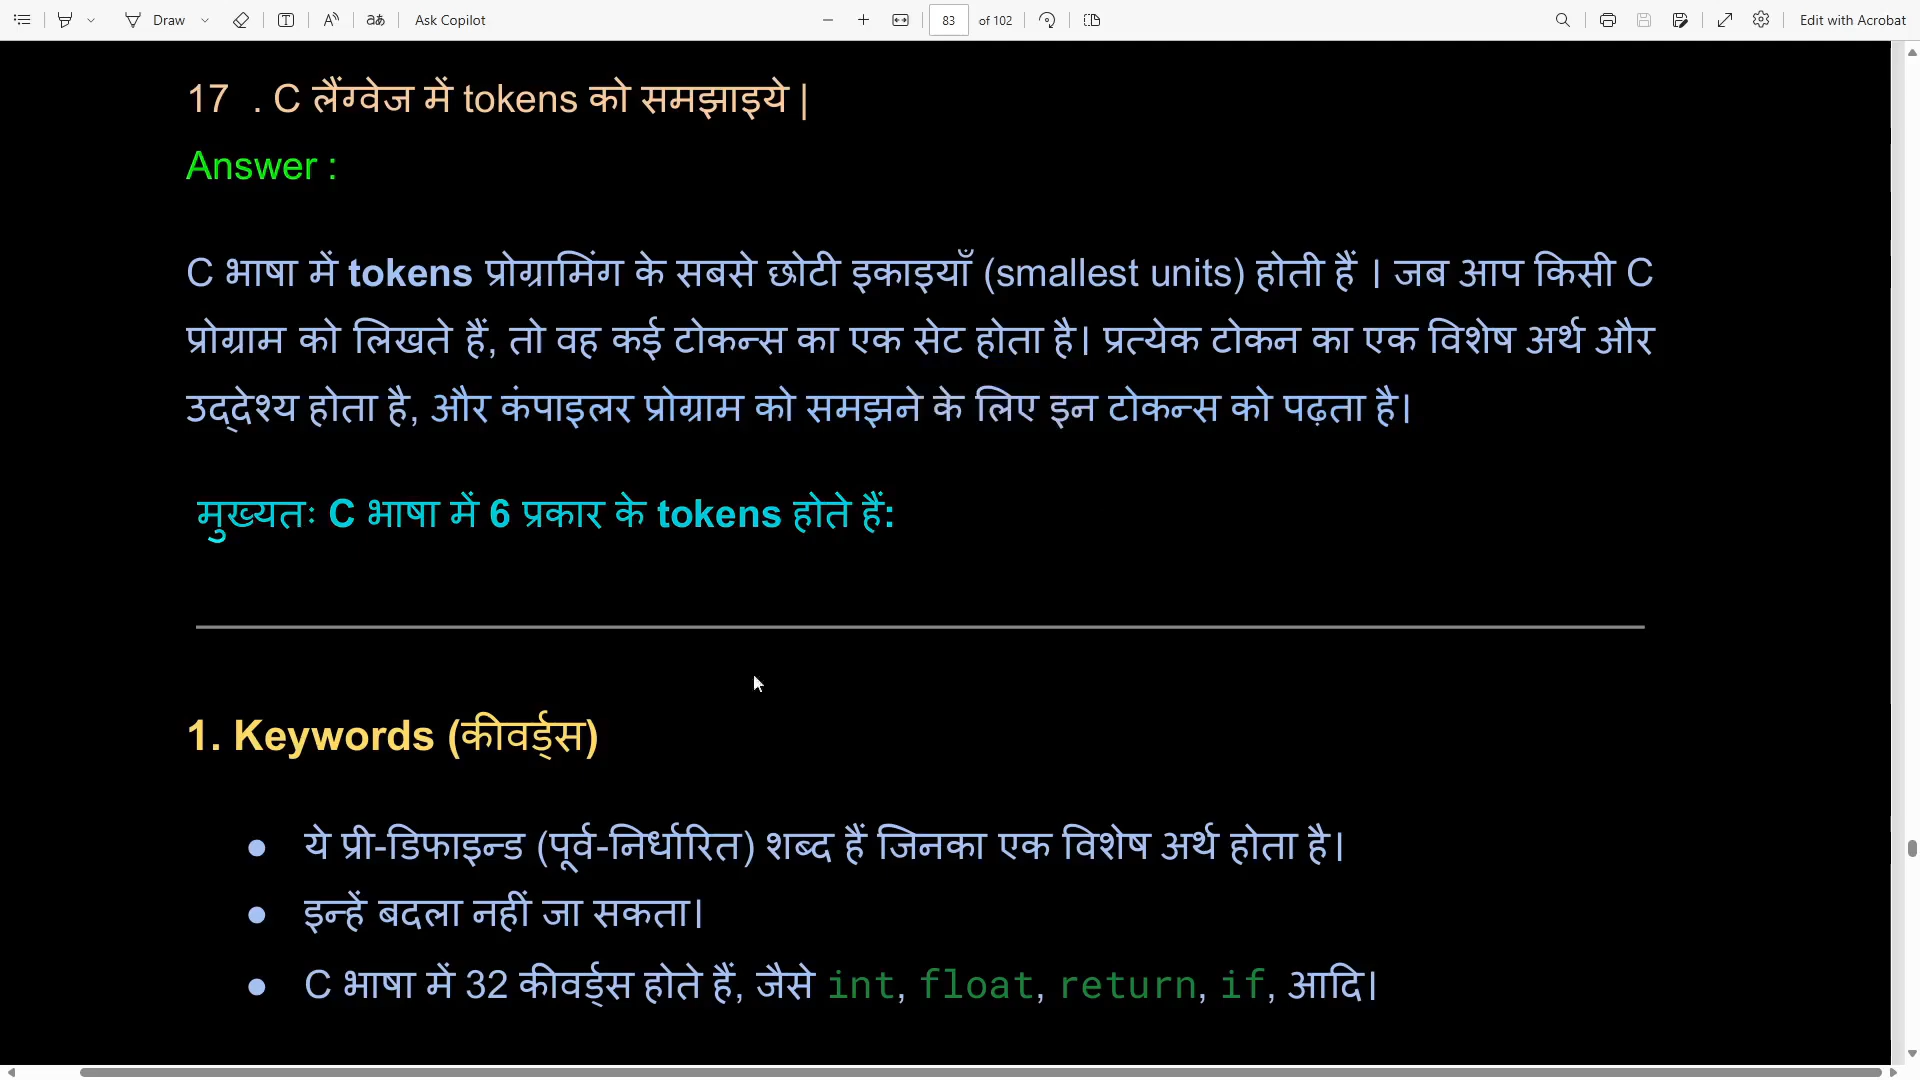 Draw Ask Copilot 83 of 102 Edit with Acrobat
17 . C लैंग्वेज में tokens को समझाइये |
Answer :
C भाषा में tokens प्रोग्रामिंग के सबसे छोटी इकाइयाँ (smallest units) होती हैं । जब आप किसी C
प्रोग्राम को लिखते हैं, तो वह कई टोकन्स का एक सेट होता है। प्रत्येक टोकन का एक विशेष अर्थ और
उद्देश्य होता है, और कंपाइलर प्रोग्राम को समझने के लिए इन टोकन्स को पढ़ता है।
मुख्यतः C भाषा में 6 प्रकार के tokens होते हैं:
1. Keywords (कीवर्ड्स)
● ये प्री-डिफाइन्ड (पूर्व-निर्धारित) शब्द हैं जिनका एक विशेष अर्थ होता है।
● इन्हें बदला नहीं जा सकता।
● C भाषा में 32 कीवर्ड्स होते हैं, जैसे int, float, return, if, आदि।